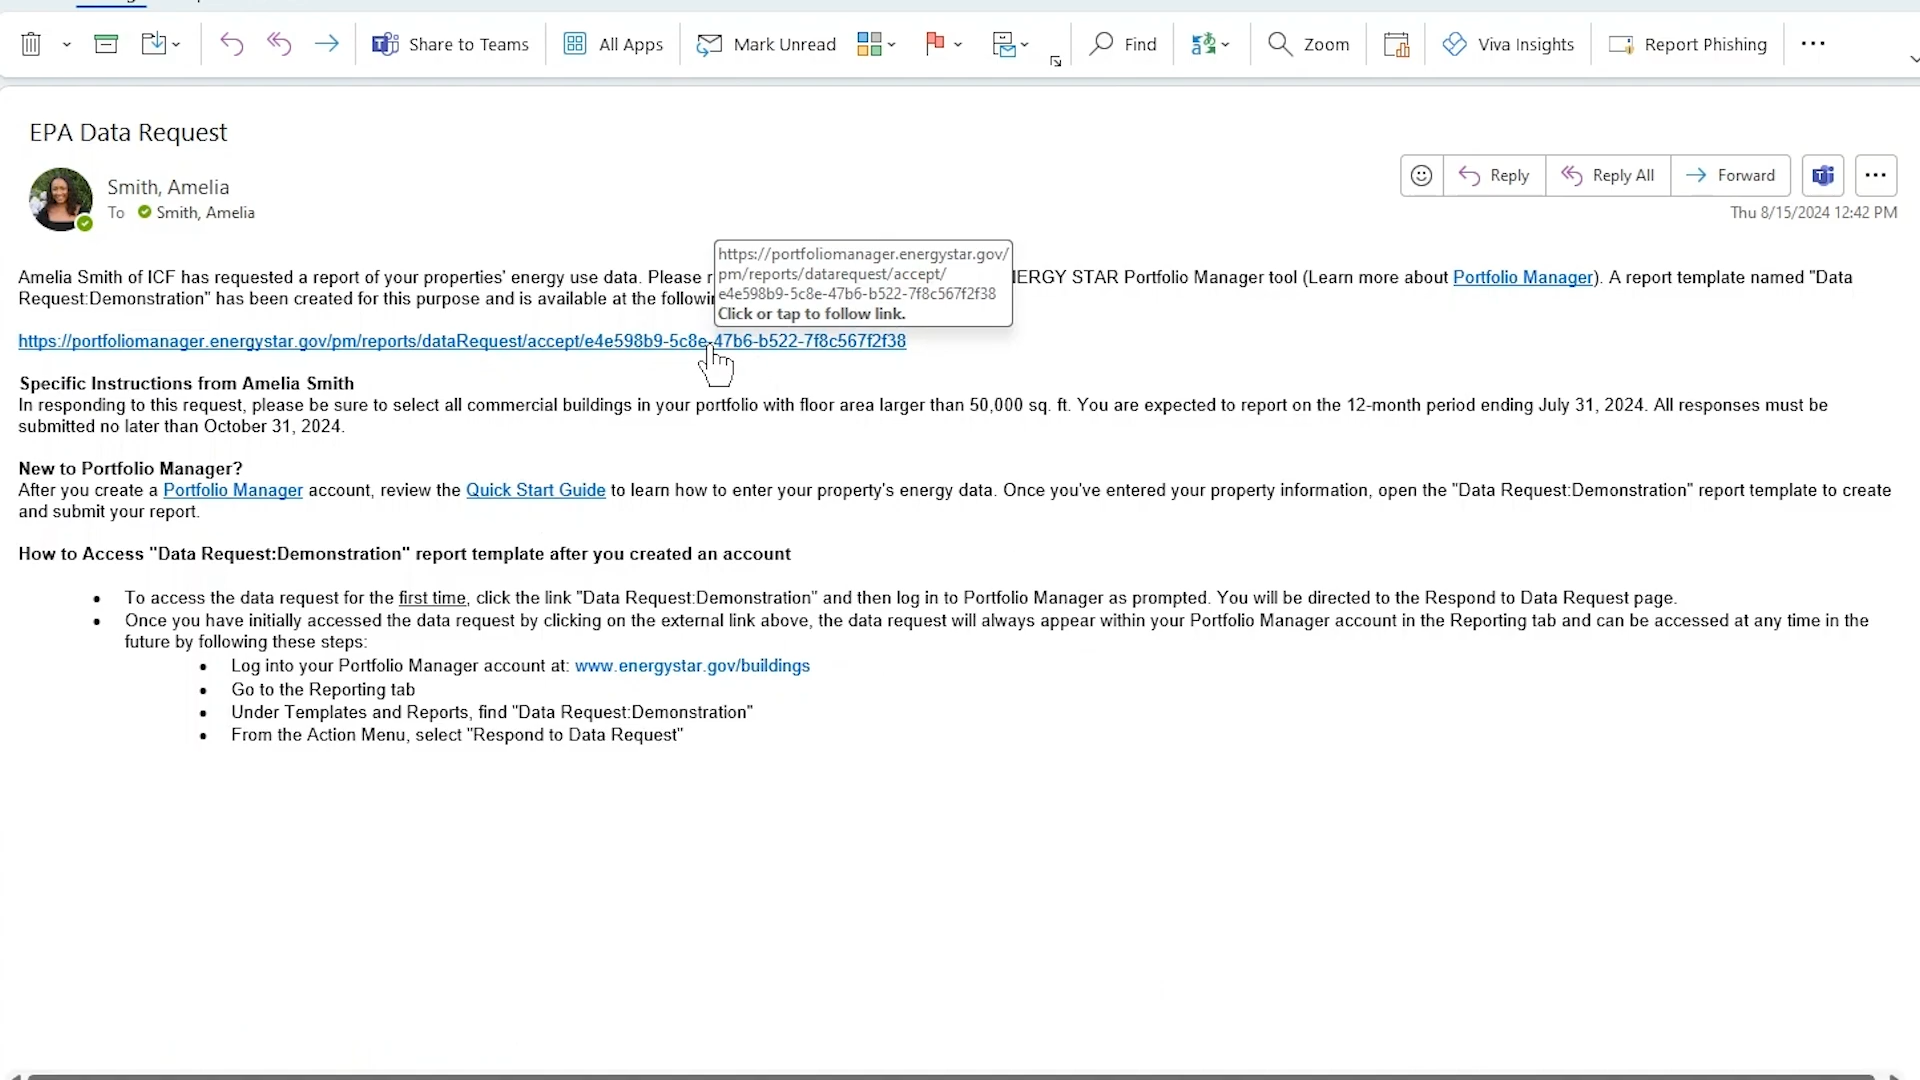 Share to Teams All Apps Mark Unread Find Zoom Viva Insights Report Phishing
EPA Data Request
Smith, Amelia
To Smith, Amelia
Reply Reply All Forward
Thu 8/15/2024 12:42 PM
https://portfoliomanager.energystar.gov/
pm/reports/datarequest/accept/
e4e598b9-5c8e-47b6-b522-7f8c567f2f38
Click or tap to follow link.
Amelia Smith of ICF has requested a report of your properties' energy use data. Please STAR Portfolio Manager tool (Learn more about Portfolio Manager). A report template named "Data
Request:Demonstration" has been created for this purpose and is available at the
https://portfoliomanager.energystar.gov/pm/reports/dataRequest/accept/e4e598b9-5c8e-47b6-b522-7f8c567f2f38
Specific Instructions from Amelia Smith
In responding to this request, please be sure to select all commercial buildings in your portfolio with floor area larger than 50,000 sq. ft. You are expected to report on the 12-month period ending July 31, 2024. All responses must be
submitted no later than October 31, 2024.
New to Portfolio Manager?
After you create a Portfolio Manager account, review the Quick Start Guide to learn how to enter your property's energy data. Once you've entered your property information, open the "Data Request:Demonstration" report template to create
and submit your report.
How to Access "Data Request:Demonstration" report template after you created an account
• To access the data request for the first time, click the link "Data Request:Demonstration" and then log in to Portfolio Manager as prompted. You will be directed to the Respond to Data Request page.
• Once you have initially accessed the data request by clicking on the external link above, the data request will always appear within your Portfolio Manager account in the Reporting tab and can be accessed at any time in the
future by following these steps:
• Log into your Portfolio Manager account at: www.energystar.gov/buildings
• Go to the Reporting tab
• Under Templates and Reports, find "Data Request:Demonstration"
• From the Action Menu, select "Respond to Data Request"